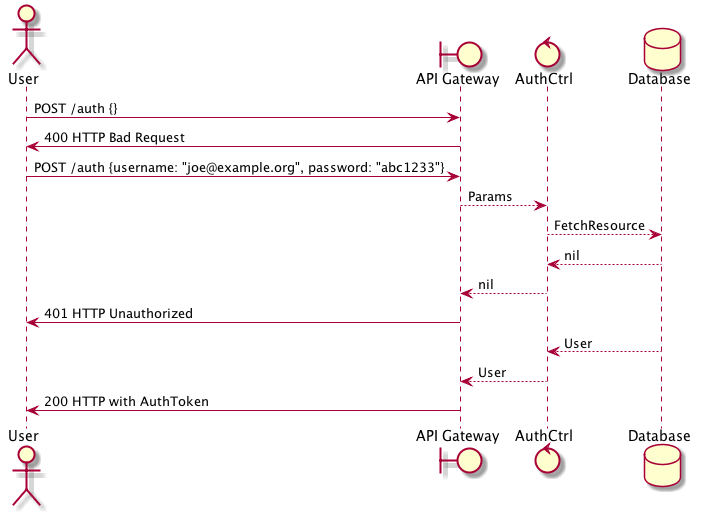 User
API Gateway
AuthCtrl
Database
POST /auth {}
400 HTTP Bad Request
POST /auth {username: "joe@example.org", password: "abc1233"}
Params
FetchResource
nil
nil
401 HTTP Unauthorized
User
User
200 HTTP with AuthToken
User
API Gateway
AuthCtrl
Database